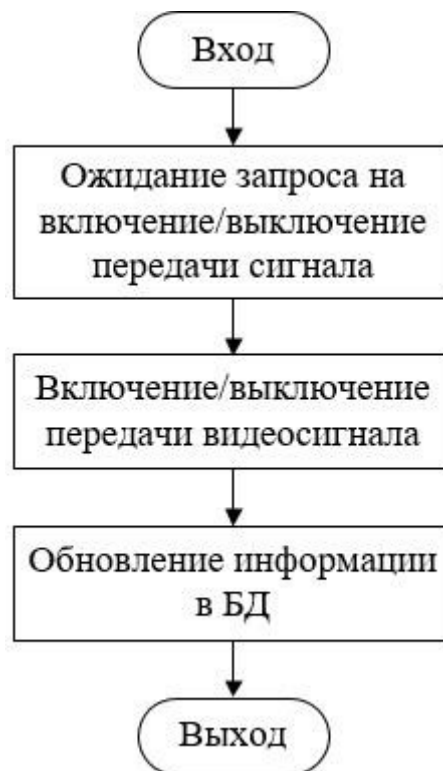 Вход
Ожидание запроса на
включение/выключение
передачи сигнала
Включение/выключение
передачи видеосигнала
Обновление информации
в БД
Выход